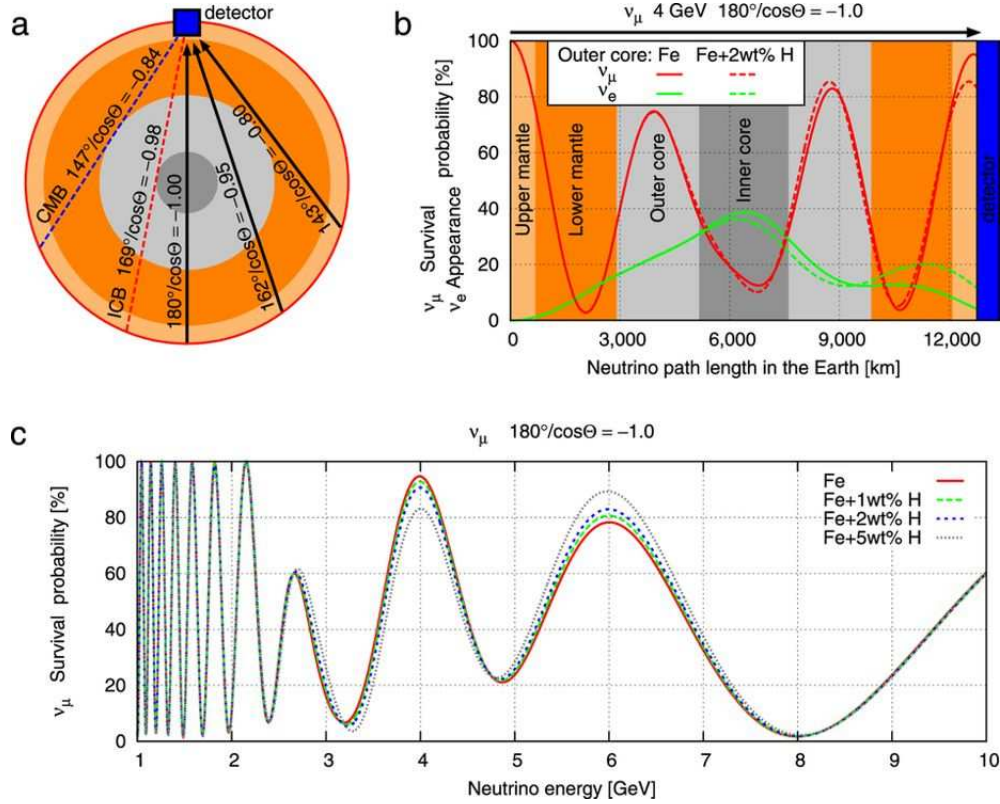 a
detector
CMB 147°/cosΘ = −0.84
ICB 169°/cosΘ = −0.98
180°/cosΘ = −1.00
162°/cosΘ = −0.95
143°/cosΘ = −0.80
b
νμ 4 GeV 180°/cosΘ = −1.0
Outer core: Fe Fe+2wt% H
νμ
νe
νμ Survival probability [%]
νe Appearance
100
80
60
40
20
0
Upper mantle
Lower mantle
Outer core
Inner core
detector
0 3,000 6,000 9,000 12,000
Neutrino path length in the Earth [km]
c
νμ 180°/cosΘ = −1.0
νμ Survival probability [%]
100
80
60
40
20
0
Fe
Fe+1wt% H
Fe+2wt% H
Fe+5wt% H
1 2 3 4 5 6 7 8 9 10
Neutrino energy [GeV]